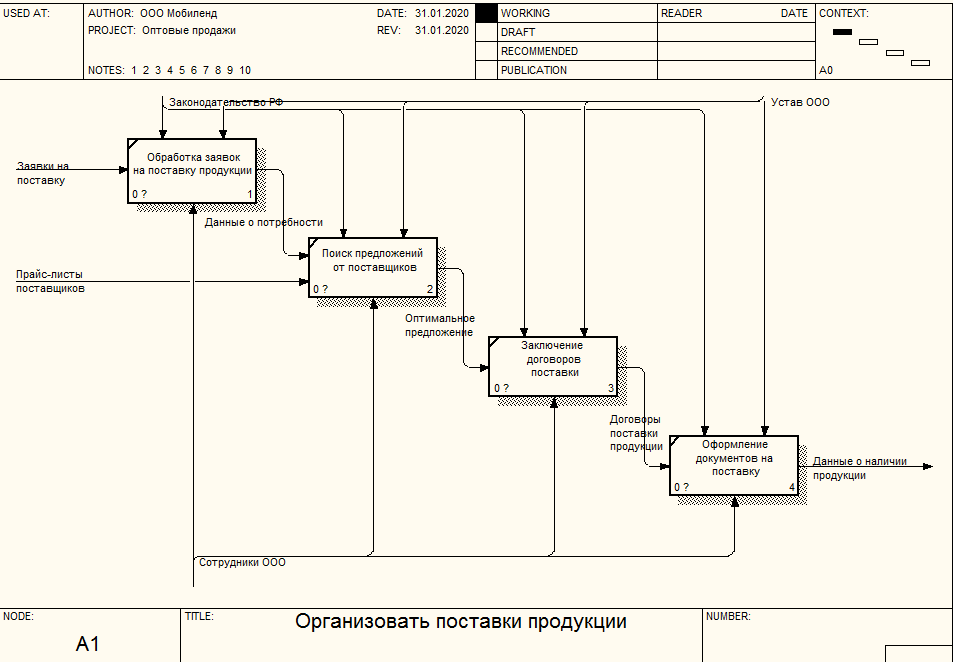 USED AT:
AUTHOR: ООО Мобиленд
DATE: 31.01.2020
WORKING
READER
DATE
CONTEXT:
PROJECT: Оптовые продажи
REV: 31.01.2020
DRAFT
RECOMMENDED
NOTES: 1 2 3 4 5 6 7 8 9 10
PUBLICATION
A0
Законодательство РФ
Устав ООО
Заявки на
поставку
Обработка заявок
на поставку продукции
0 ?
1
Данные о потребности
Прайс-листы
поставщиков
Поиск предложений
от поставщиков
0 ?
2
Оптимальное
предложение
Заключение
договоров
поставки
0 ?
3
Договоры
поставки
продукции
Оформление
документов на
поставку
0 ?
4
Данные о наличии
продукции
Сотрудники ООО
NODE:
A1
TITLE:
Организовать поставки продукции
NUMBER: